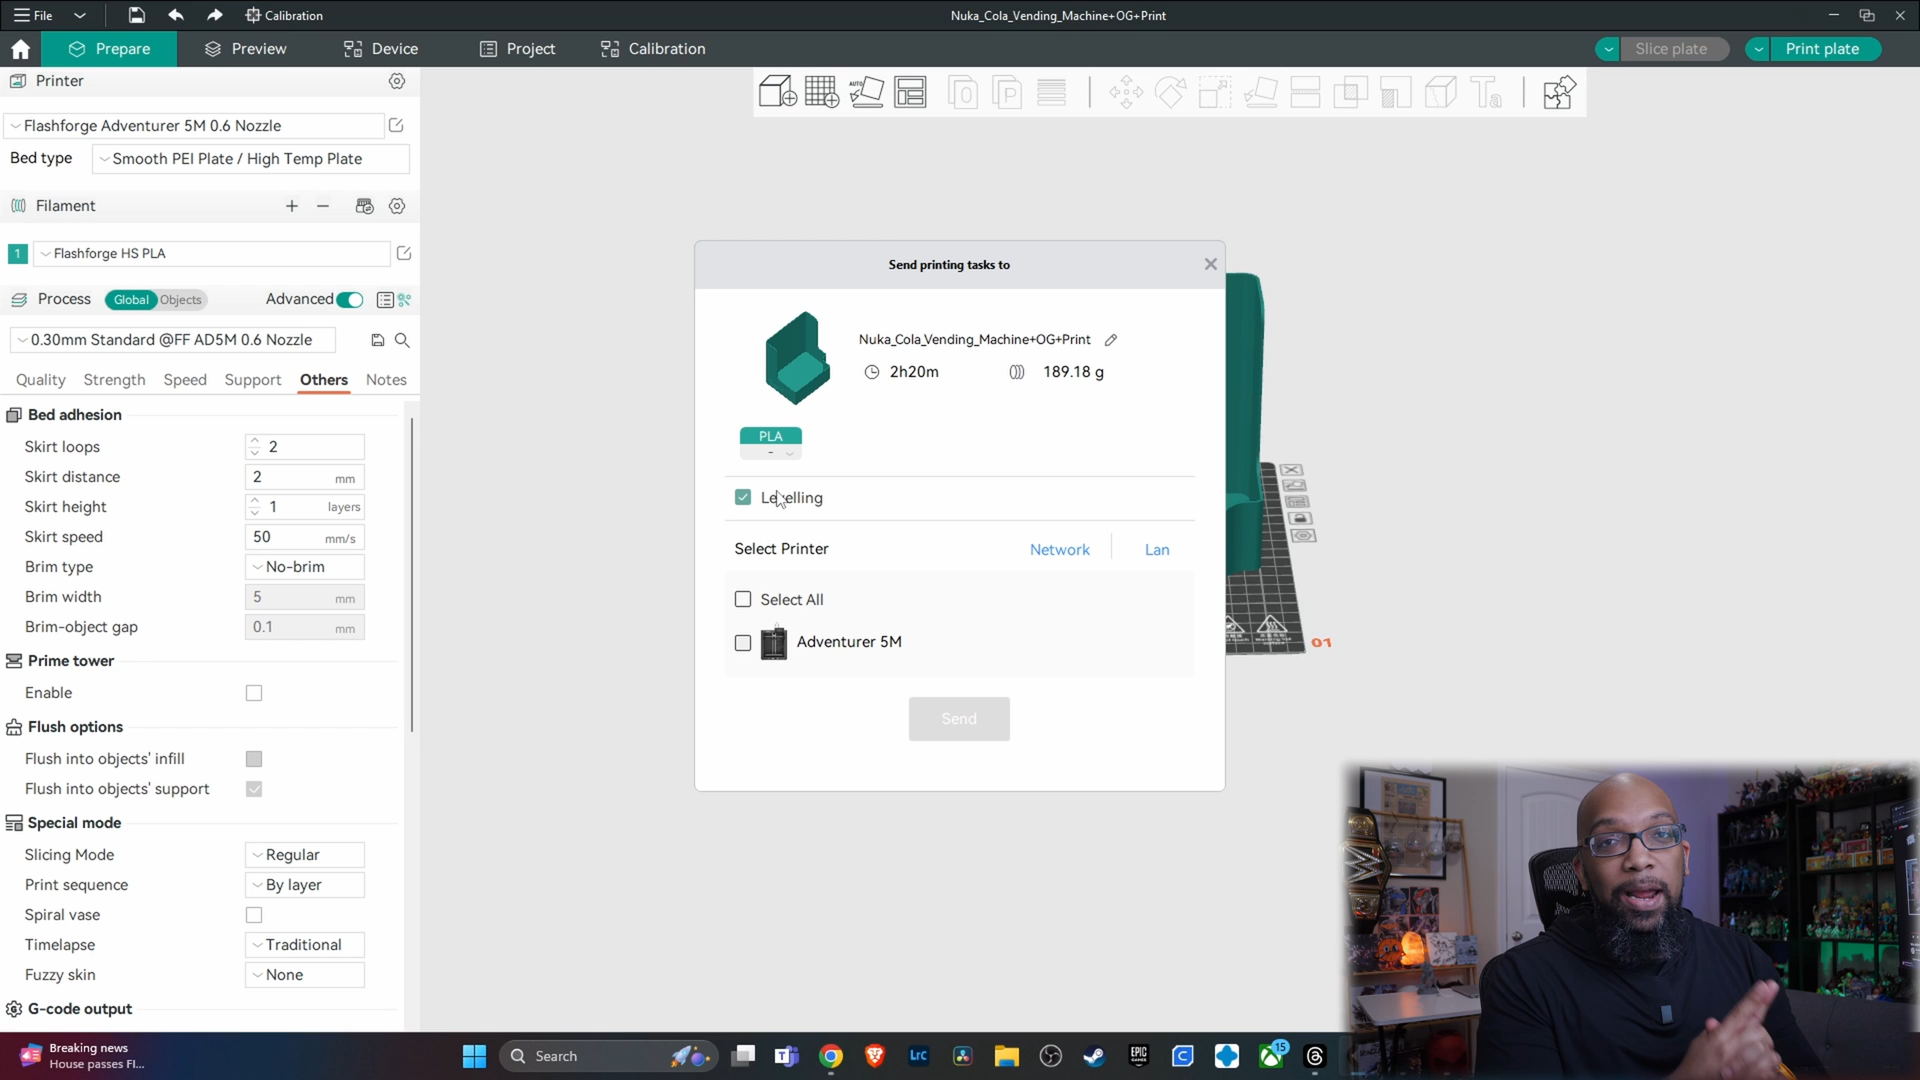 File
Calibration
Nuka_Cola_Vending_Machine+OG+Print
Prepare
Preview
Device
Project
Calibration
Slice plate
Print plate
Printer
Flashforge Adventurer 5M 0.6 Nozzle
Bed type
Smooth PEI Plate / High Temp Plate
Filament
1
Flashforge HS PLA
Process
Global
Objects
Advanced
0.30mm Standard @FF AD5M 0.6 Nozzle
Quality
Strength
Speed
Support
Others
Notes
Bed adhesion
Skirt loops
2
Skirt distance
2 mm
Skirt height
1 layers
Skirt speed
50 mm/s
Brim type
No-brim
Brim width
5 mm
Brim-object gap
0.1 mm
Prime tower
Enable
Flush options
Flush into objects' infill
Flush into objects' support
Special mode
Slicing Mode
Regular
Print sequence
By layer
Spiral vase
Timelapse
Traditional
Fuzzy skin
None
G-code output
AUTO
O
P
Ta
Send printing tasks to
Nuka_Cola_Vending_Machine+OG+Print
2h20m
189.18 g
PLA
-
Levelling
Select Printer
Network
Lan
Select All
Adventurer 5M
Send
01
Breaking news
House passes Fl...
Search
Lrc
EPIC GAMES
15